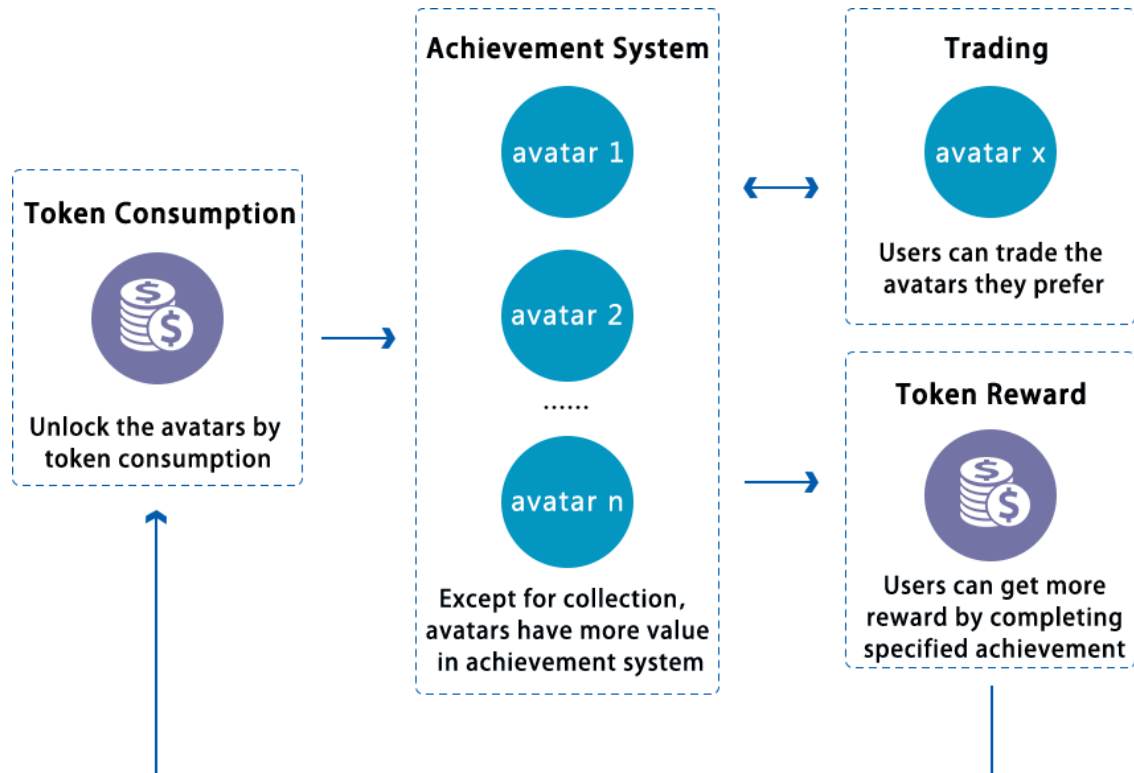 Token Consumption
Unlock the avatars by
token consumption
Achievement System
avatar 1
avatar 2
......
avatar n
Except for collection,
avatars have more value
in achievement system
Trading
avatar x
Users can trade the
avatars they prefer
Token Reward
Users can get more
reward by completing
specified achievement